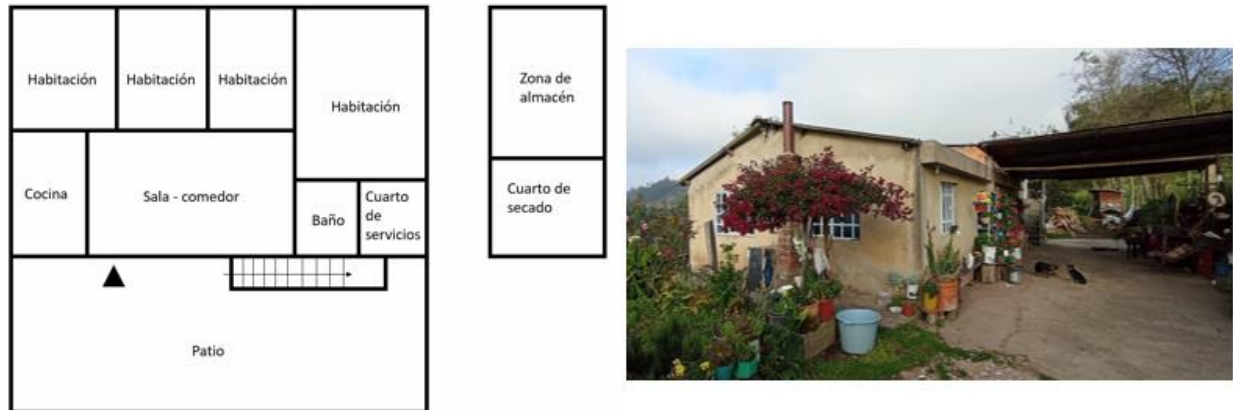 Habitación
Habitación
Habitación
Habitación
Zona de
almacén
Cocina
Sala - comedor
Baño
Cuarto
de
servicios
Cuarto de
secado
Patio